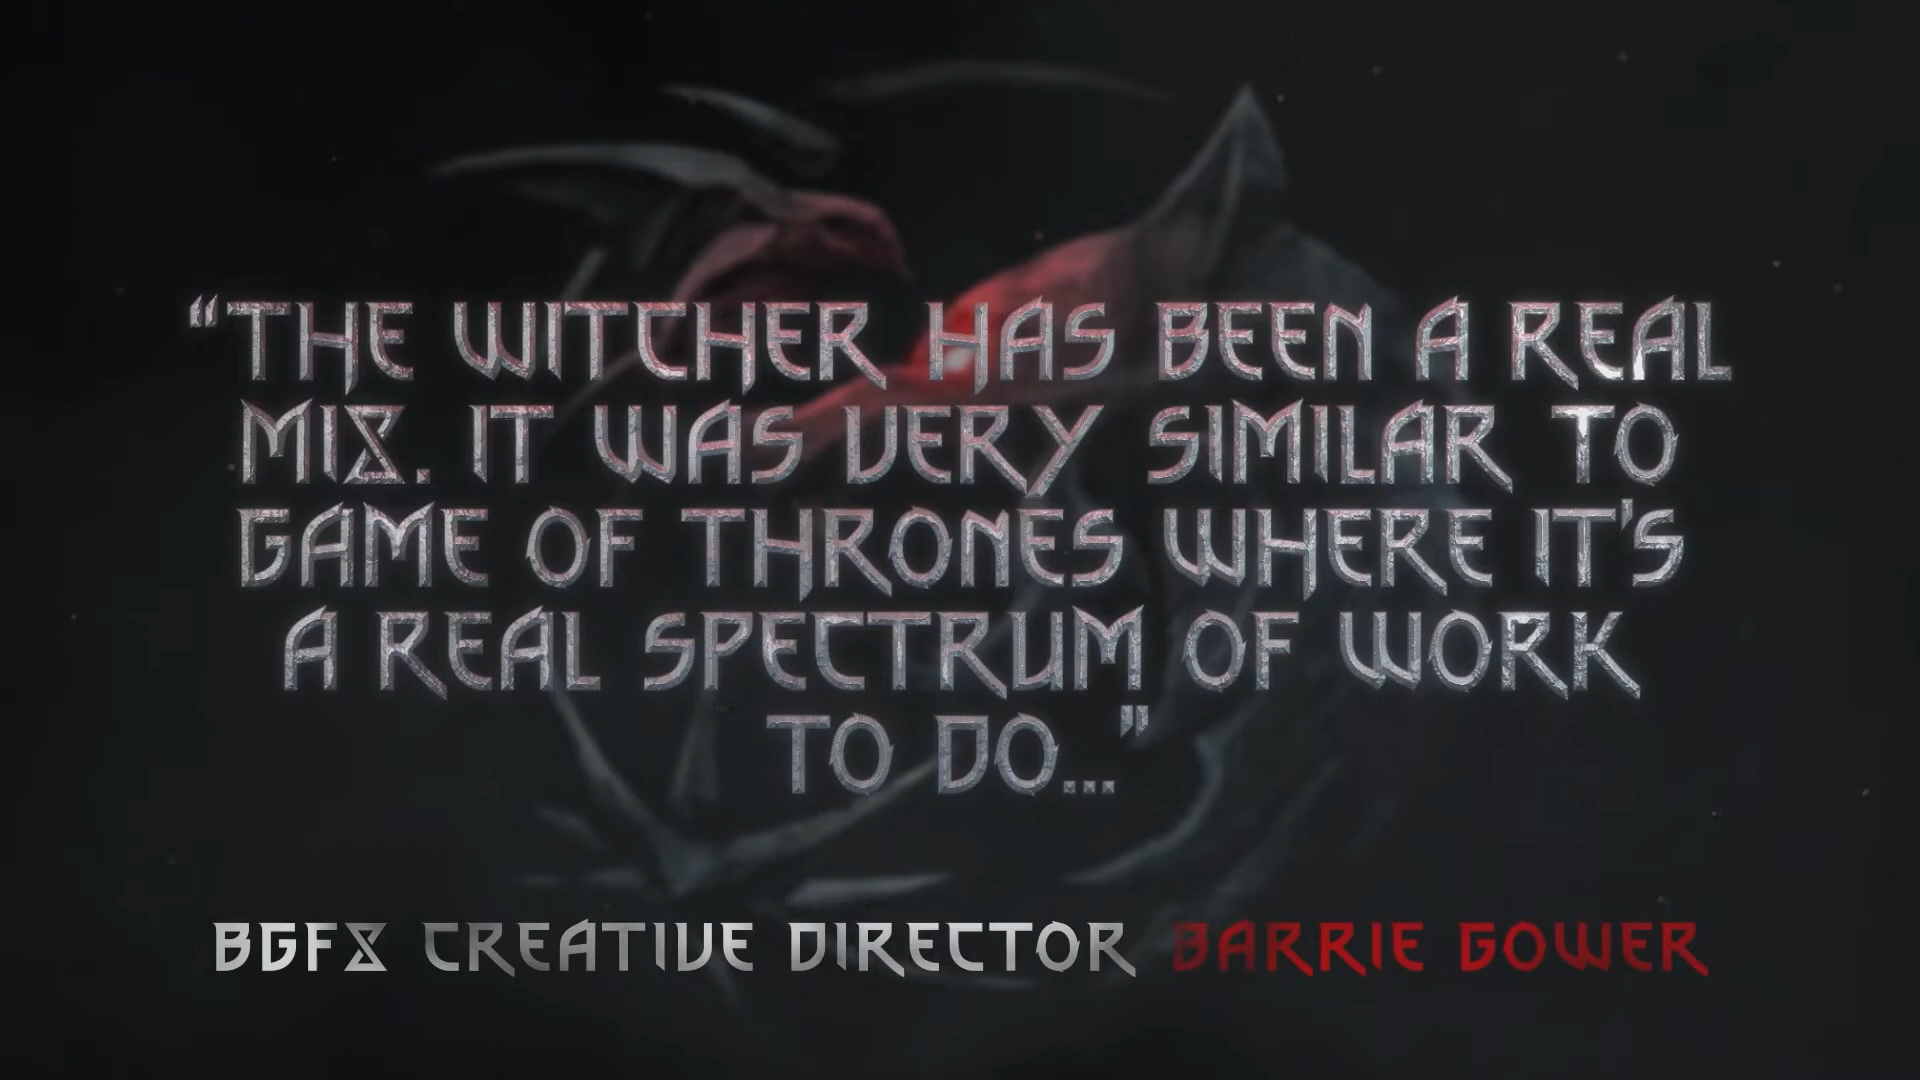 “THE WITCHER HAS BEEN A REAL
MIX. IT WAS VERY SIMILAR TO
GAME OF THRONES WHERE IT'S
A REAL SPECTRUM OF WORK
TO DO...”
BGFX CREATIVE DIRECTOR BARRIE GOWER